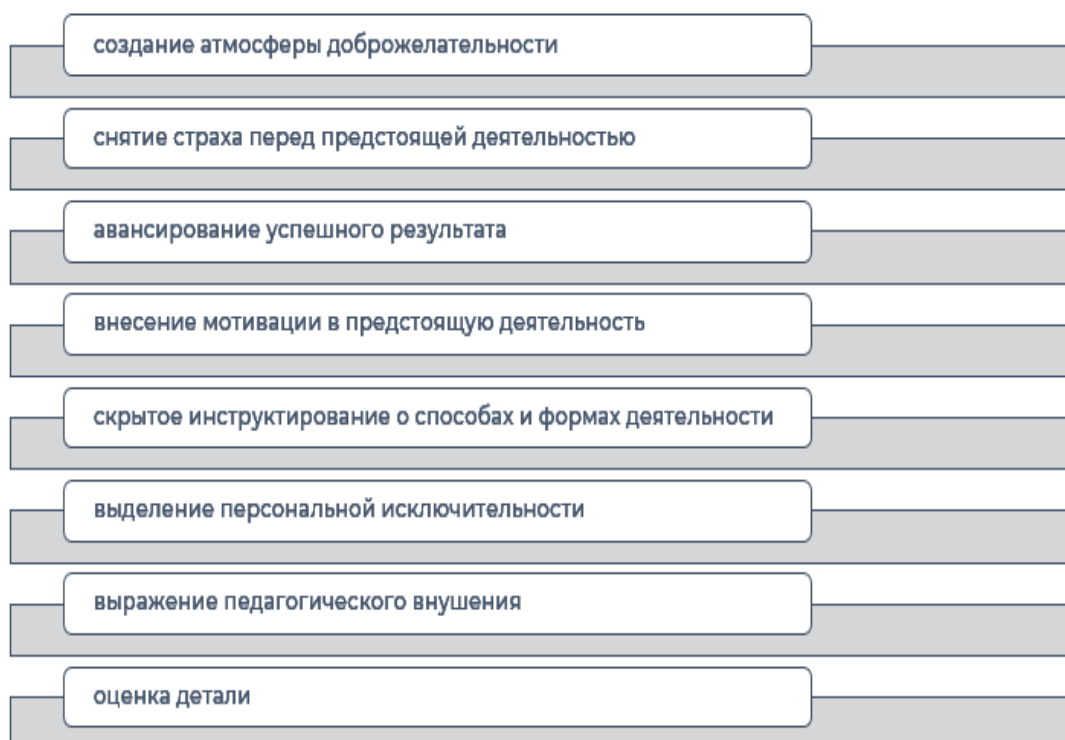 создание атмосферы доброжелательности
снятие страха перед предстоящей деятельностью
авансирование успешного результата
внесение мотивации в предстоящую деятельность
скрытое инструктирование о способах и формах деятельности
выделение персональной исключительности
выражение педагогического внушения
оценка детали